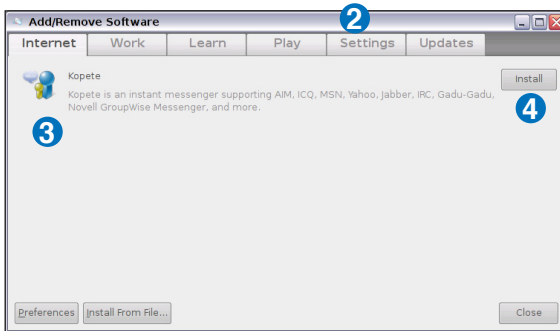 Add/Remove Software
2
Internet Work Learn Play Settings Updates
Kopete
Install
Kopete is an instant messenger supporting AIM, ICQ, MSN, Yahoo, Jabber, IRC, Gadu-Gadu,
Novell GroupWise Messenger, and more.
4
3
Preferences Install From File... Close